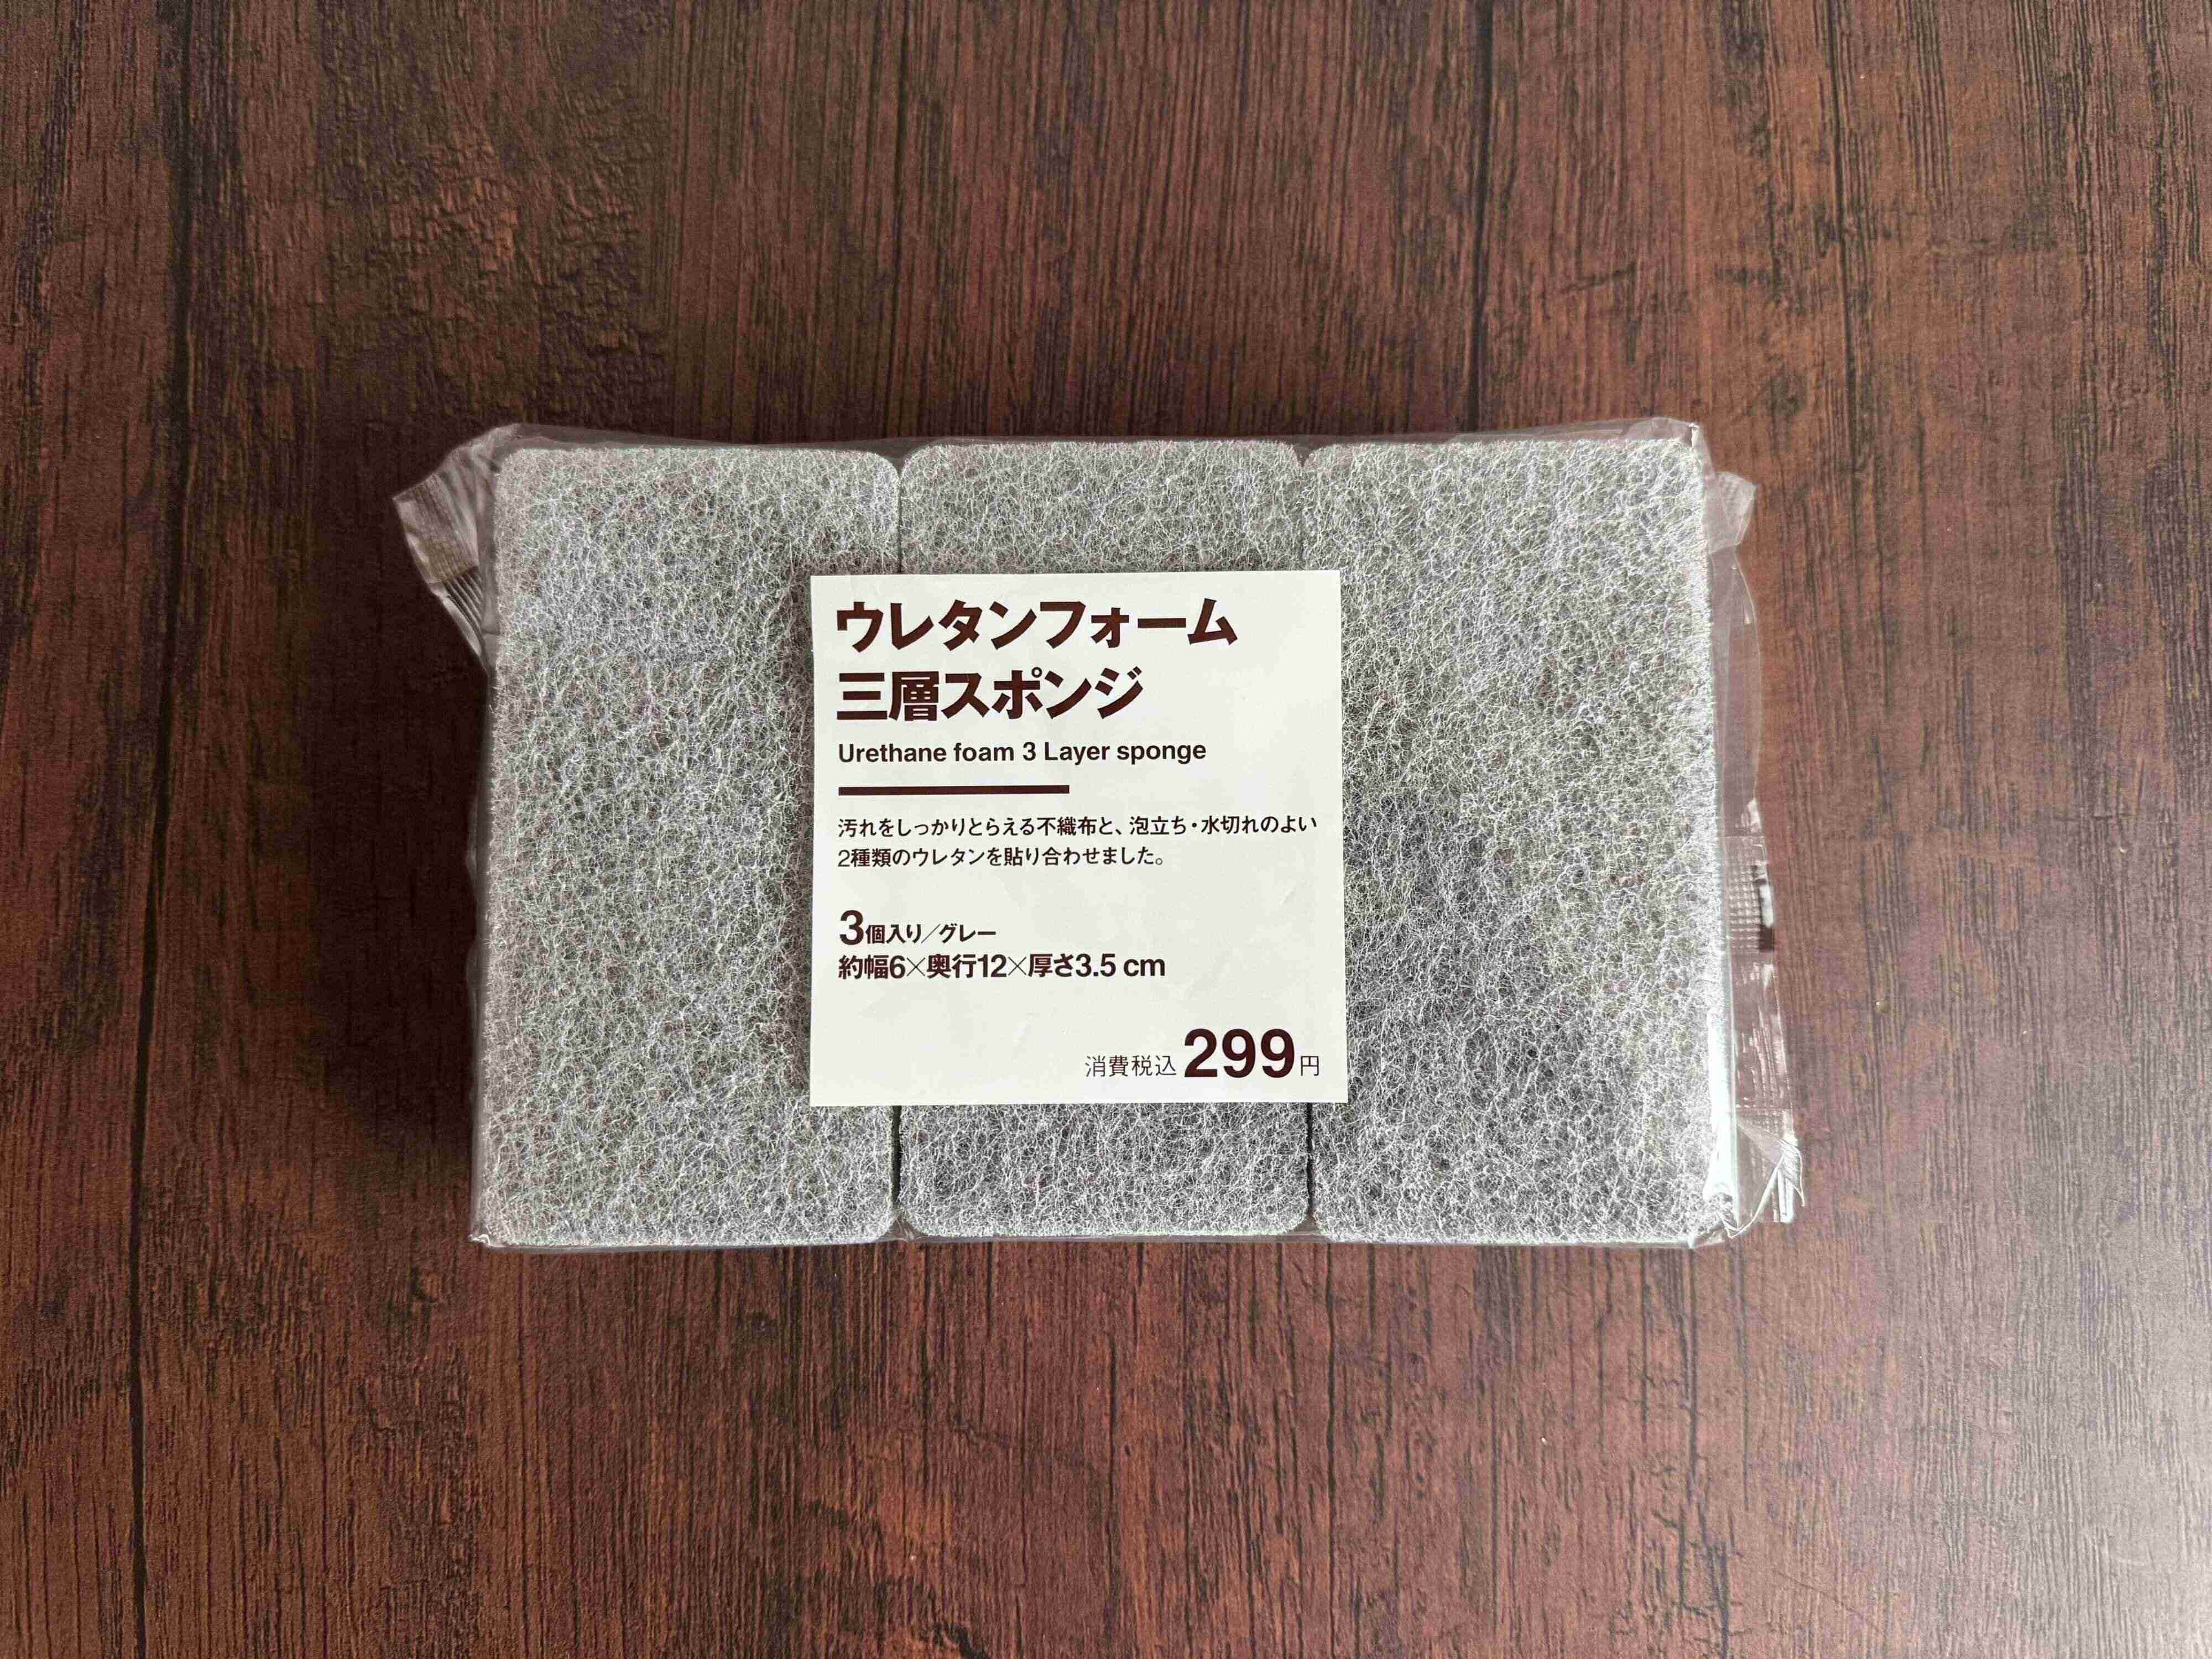 ウレタンフォーム
三層スポンジ
Urethane foam 3 Layer sponge
汚れをしっかりとらえる不織布と、泡立ち・水切れのよい
2種類のウレタンを貼り合わせました。
3個入り/グレー
約幅6×奥行12×厚さ3.5 cm
消費税込299円